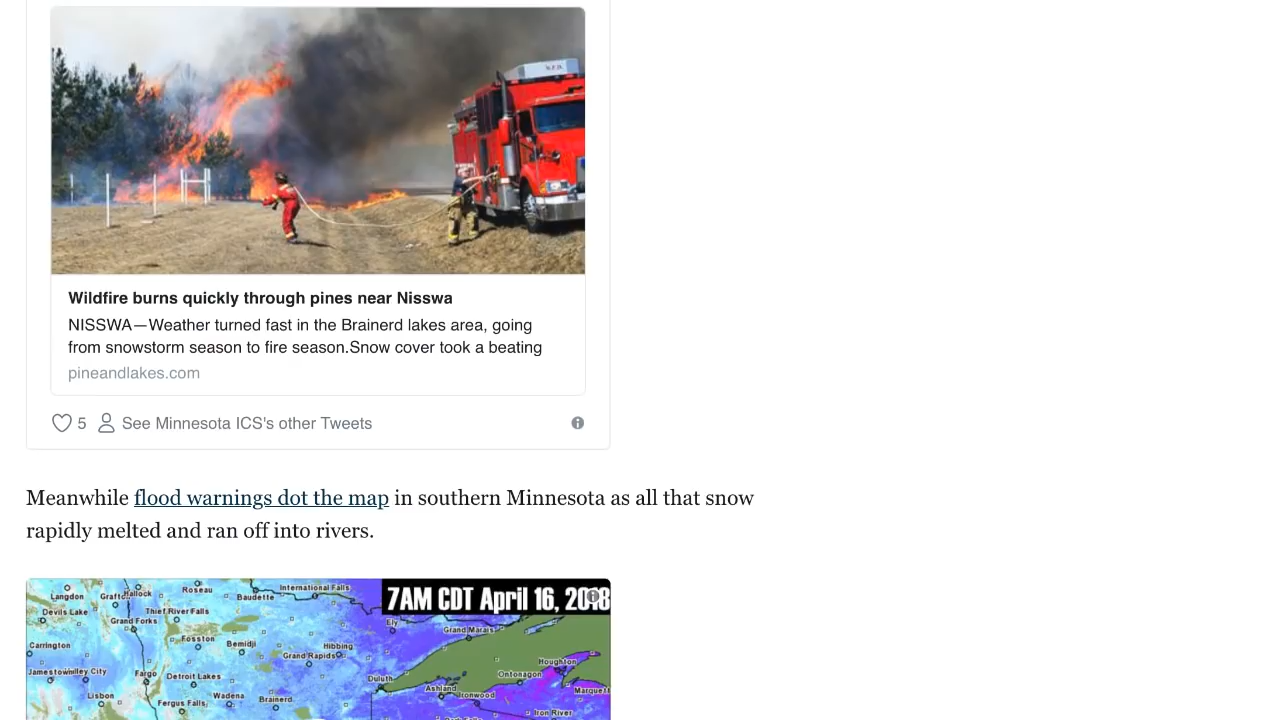 Wildfire burns quickly through pines near Nisswa
NISSWA—Weather turned fast in the Brainerd lakes area, going
from snowstorm season to fire season.Snow cover took a beating
pineandlakes.com
5 See Minnesota ICS's other Tweets
Meanwhile flood warnings dot the map in southern Minnesota as all that snow
rapidly melted and ran off into rivers.
7AM CDT April 16, 2018
Langdon
Hallock
Roseau
Baudette
International Falls
Devils Lake
Grand Forks
Thief River Falls
Ely
Grand Marais
Carrington
Fosston
Bemidji
Hibbing
Grand Rapids
Houghton
Fargo
Detroit Lakes
Duluth
Ashland
Ironwood
Ontonagon
Lisbon
Wadena
Brainerd
Fergus Falls
Iron River